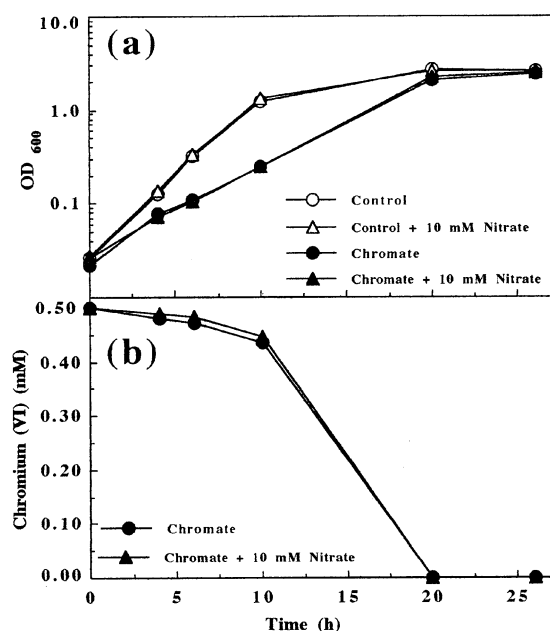 (a)
10.0
1.0
0.1
OD 600
Control
Control + 10 mM Nitrate
Chromate
Chromate + 10 mM Nitrate
(b)
0.50
0.40
0.30
0.20
0.10
0.00
Chromium (VI) (mM)
Chromate
Chromate + 10 mM Nitrate
0
5
10
15
20
25
Time (h)